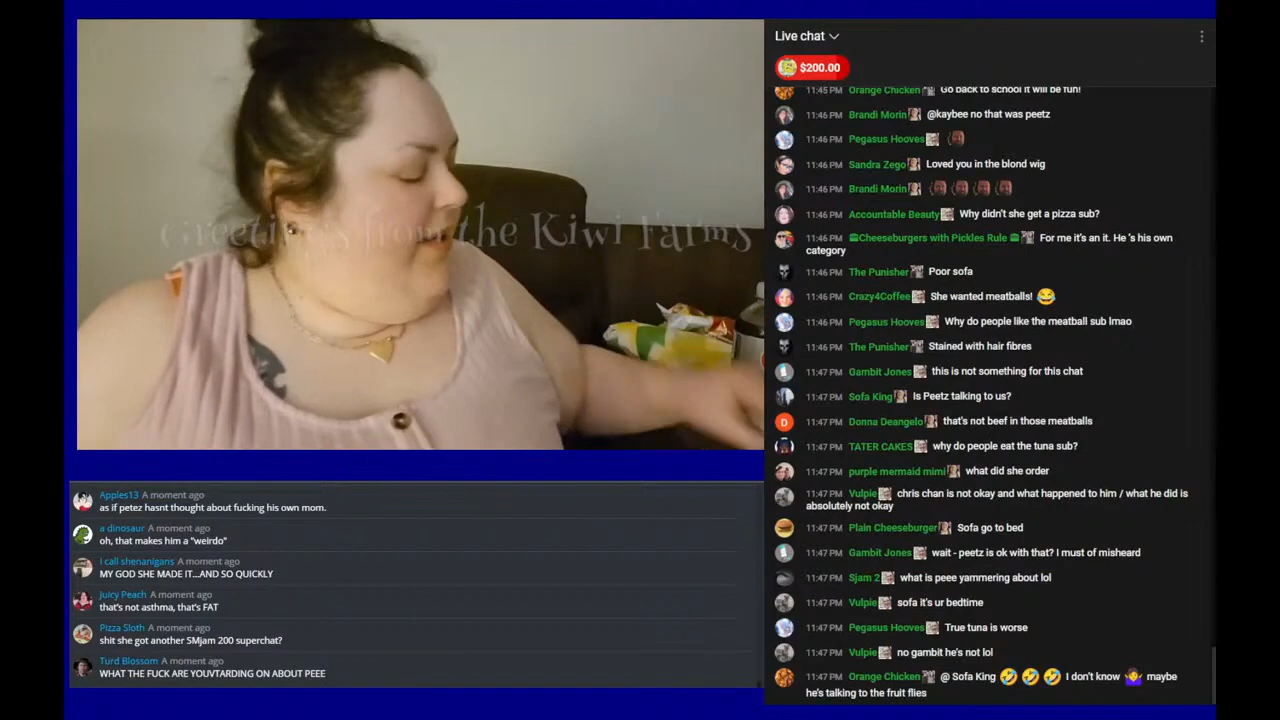 Greetings from the Kiwi Farms
Live chat
$200.00
11:45 PM Orange Chicken Go back to school it will be fun!
11:46 PM Brandi Morin @kaybee no that was peetz
11:46 PM Pegasus Hooves
11:46 PM Sandra Zego Loved you in the blond wig
11:46 PM Brandi Morin
11:46 PM Accountable Beauty Why didn't she get a pizza sub?
11:46 PM Cheeseburgers with Pickles Rule For me it's an it. He 's his own
category
11:46 PM The Punisher Poor sofa
11:46 PM Crazy4Coffee She wanted meatballs! 😂
11:46 PM Pegasus Hooves Why do people like the meatball sub lmao
11:46 PM The Punisher Stained with hair fibres
11:47 PM Gambit Jones this is not something for this chat
11:47 PM Sofa King Is Peetz talking to us?
D
11:47 PM Donna Deangelo that's not beef in those meatballs
11:47 PM TATER CAKES why do people eat the tuna sub?
11:47 PM purple mermaid mimi what did she order
11:47 PM Vulpie chris chan is not okay and what happened to him / what he did is
absolutely not okay
11:47 PM Plain Cheeseburger Sofa go to bed
11:47 PM Gambit Jones wait - peetz is ok with that? I must of misheard
11:47 PM Sjam 2 what is peee yammering about lol
11:47 PM Vulpie sofa it's ur bedtime
11:47 PM Pegasus Hooves True tuna is worse
11:47 PM Vulpie no gambit he's not lol
11:47 PM Orange Chicken @ Sofa King 🤣 🤣 🤣 I don't know 🤷‍♀️ maybe
he's talking to the fruit flies
Apples13 A moment ago
as if petez hasnt thought about fucking his own mom.
a dinosaur A moment ago
oh, that makes him a "weirdo"
i call shenanigans A moment ago
MY GOD SHE MADE IT...AND SO QUICKLY
Juicy Peach A moment ago
that's not asthma, that's FAT
Pizza Sloth A moment ago
shit she got another SMjam 200 superchat?
Turd Blossom A moment ago
WHAT THE FUCK ARE YOUVTARDING ON ABOUT PEEE